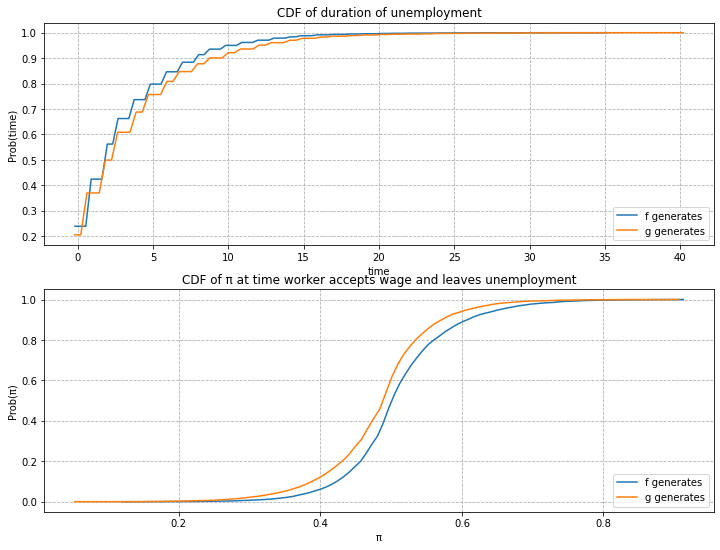 CDF of duration of unemployment
1.0
0.9
0.8
0.7
0.6
0.5
0.4
0.3
0.2
Prob(time)
f generates
g generates
0 5 10 15 20 25 30 35 40
time
CDF of π at time worker accepts wage and leaves unemployment
1.0
0.8
0.6
0.4
0.2
0.0
Prob(π)
f generates
g generates
0.2 0.4 0.6 0.8
π